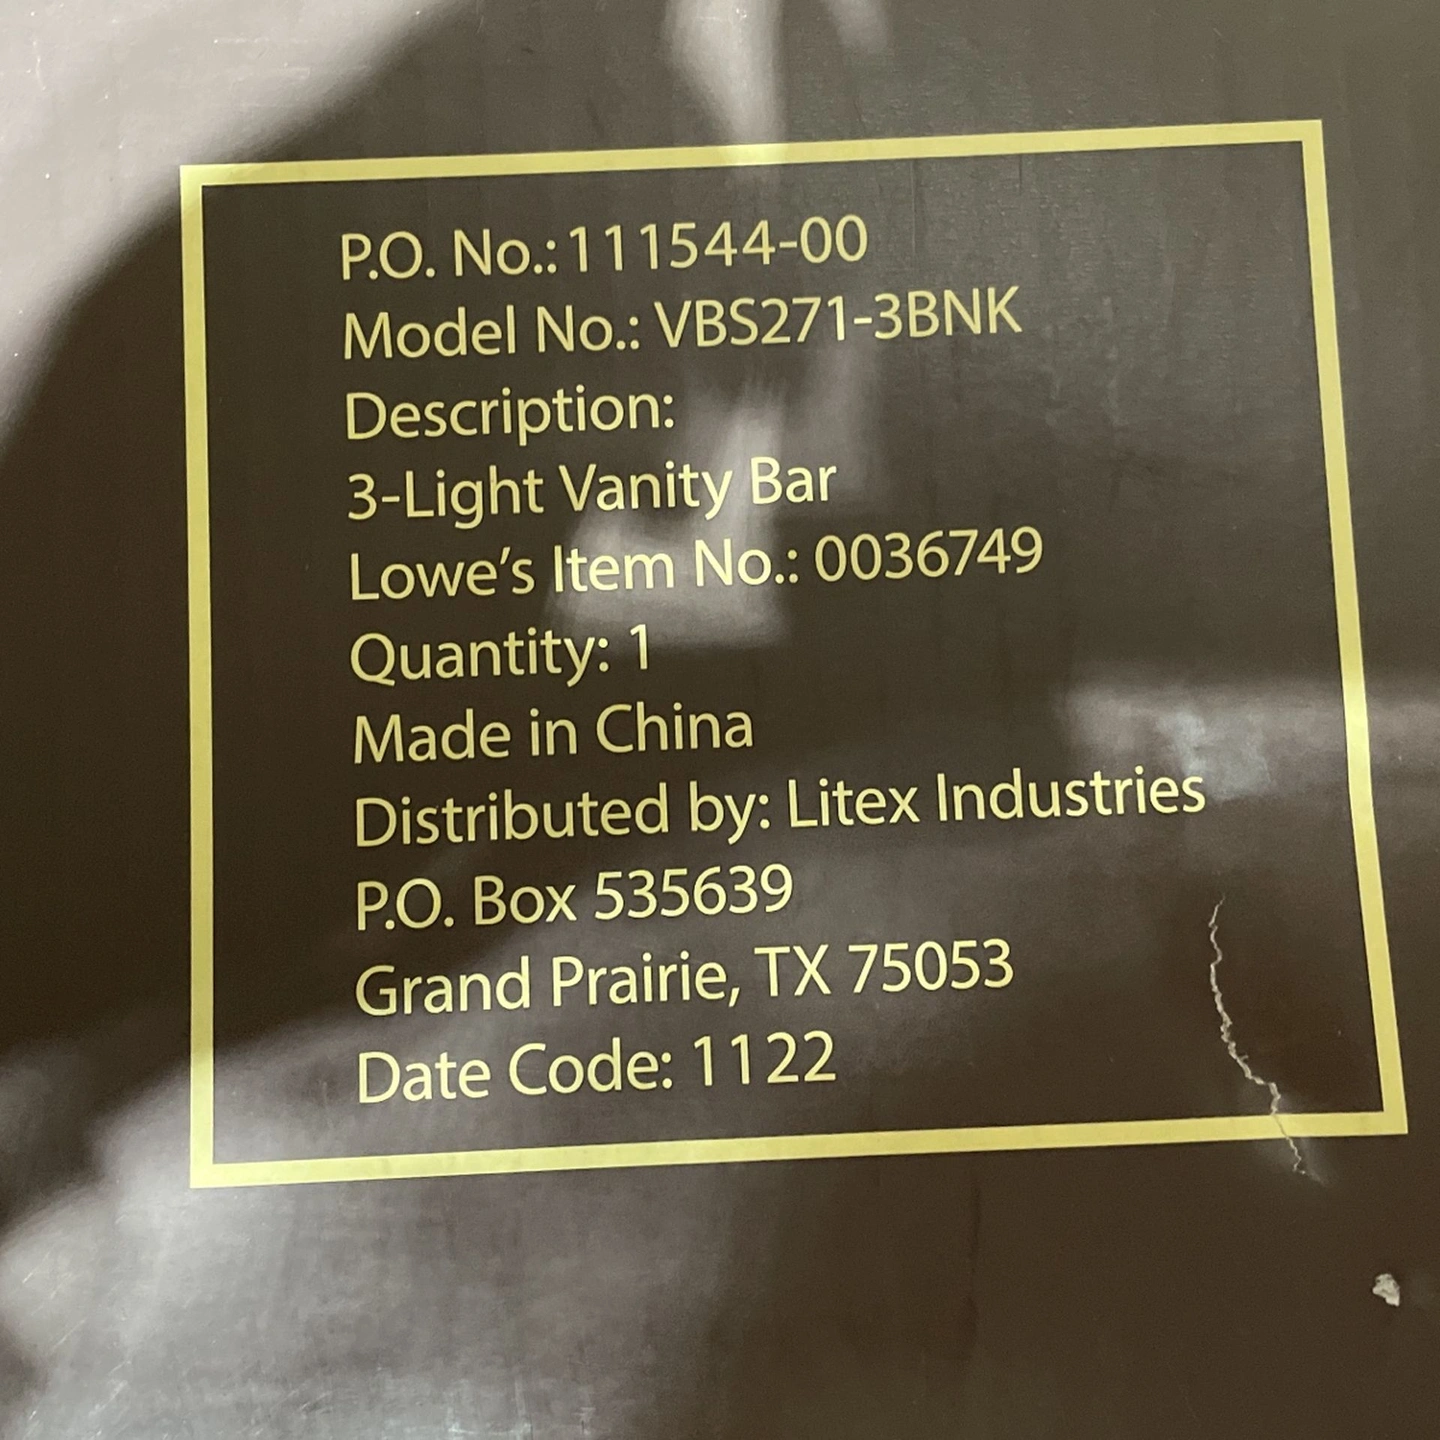 P.O. No.:111544-00
Model No.: VBS271-3BNK
Description:
3-Light Vanity Bar
Lowe’s Item No.: 0036749
Quantity: 1
Made in China
Distributed by: Litex Industries
P.O. Box 535639
Grand Prairie, TX 75053
Date Code: 1122